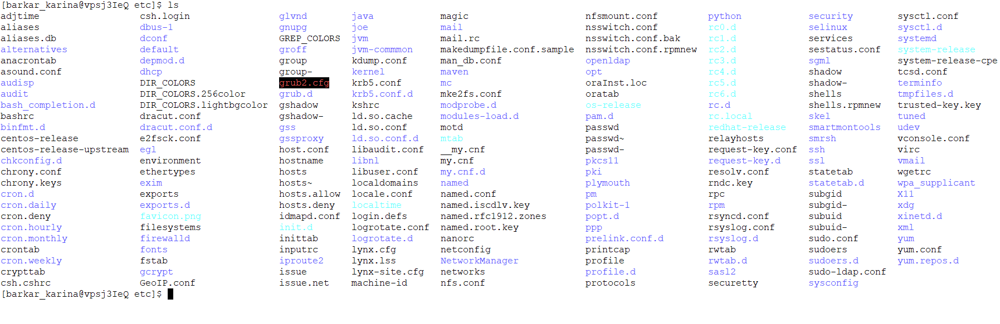 [barkar_karina@vpsj3IeQ etc]$ ls
adjtime csh.login glvnd java magic nfsmount.conf python security sysctl.conf
aliases dbus-1 gnupg joe mail nsswitch.conf rc0.d selinux sysctl.d
aliases.db dconf GREP_COLORS jvm mail.rc nsswitch.conf.bak rc1.d services systemd
alternatives default groff jvm-commmon makedumpfile.conf.sample nsswitch.conf.rpmnew rc2.d sestatus.conf system-release
anacrontab depmod.d group kdump.conf man_db.conf openldap rc3.d sgml system-release-cpe
asound.conf dhcp group- kernel maven opt rc4.d shadow tcsd.conf
audisp DIR_COLORS grub2.cfg krb5.conf mc oraInst.loc rc5.d shadow- terminfo
audit DIR_COLORS.256color grub.d krb5.conf.d mke2fs.conf oratab rc6.d shells tmpfiles.d
bash_completion.d DIR_COLORS.lightbgcolor gshadow kshrc modprobe.d os-release rc.d shells.rpmnew trusted-key.key
bashrc dracut.conf gshadow- ld.so.cache modules-load.d pam.d rc.local skel tuned
binfmt.d dracut.conf.d gss ld.so.conf motd passwd redhat-release smartmontools udev
centos-release e2fsck.conf gssproxy ld.so.conf.d mtab passwd~ relayhosts smrsh vconsole.conf
centos-release-upstream egl host.conf libaudit.conf __my.cnf passwd- request-key.conf ssh virc
chkconfig.d environment hostname libnl my.cnf pkcs11 request-key.d ssl vmail
chrony.conf ethertypes hosts libuser.conf my.cnf.d pki resolv.conf statetab wgetrc
chrony.keys exim hosts~ localdomains named plymouth rndc.key statetab.d wpa_supplicant
cron.d exports hosts.allow locale.conf named.conf pm rpc subgid X11
cron.daily exports.d hosts.deny localtime named.iscdlv.key polkit-1 rpm subgid- xdg
cron.deny favicon.png idmapd.conf login.defs named.rfc1912.zones popt.d rsyncd.conf subuid xinetd.d
cron.hourly filesystems init.d logrotate.conf named.root.key ppp rsyslog.conf subuid- xml
cron.monthly firewalld inittab logrotate.d nanorc prelink.conf.d rsyslog.d sudo.conf yum
crontab fonts inputrc lynx.cfg netconfig printcap rwtab sudoers yum.conf
cron.weekly fstab iproute2 lynx.lss NetworkManager profile rwtab.d sudoers.d yum.repos.d
crypttab gcrypt issue lynx-site.cfg networks profile.d sasl2 sudo-ldap.conf
csh.cshrc GeoIP.conf issue.net machine-id nfs.conf protocols securetty sysconfig
[barkar_karina@vpsj3IeQ etc]$